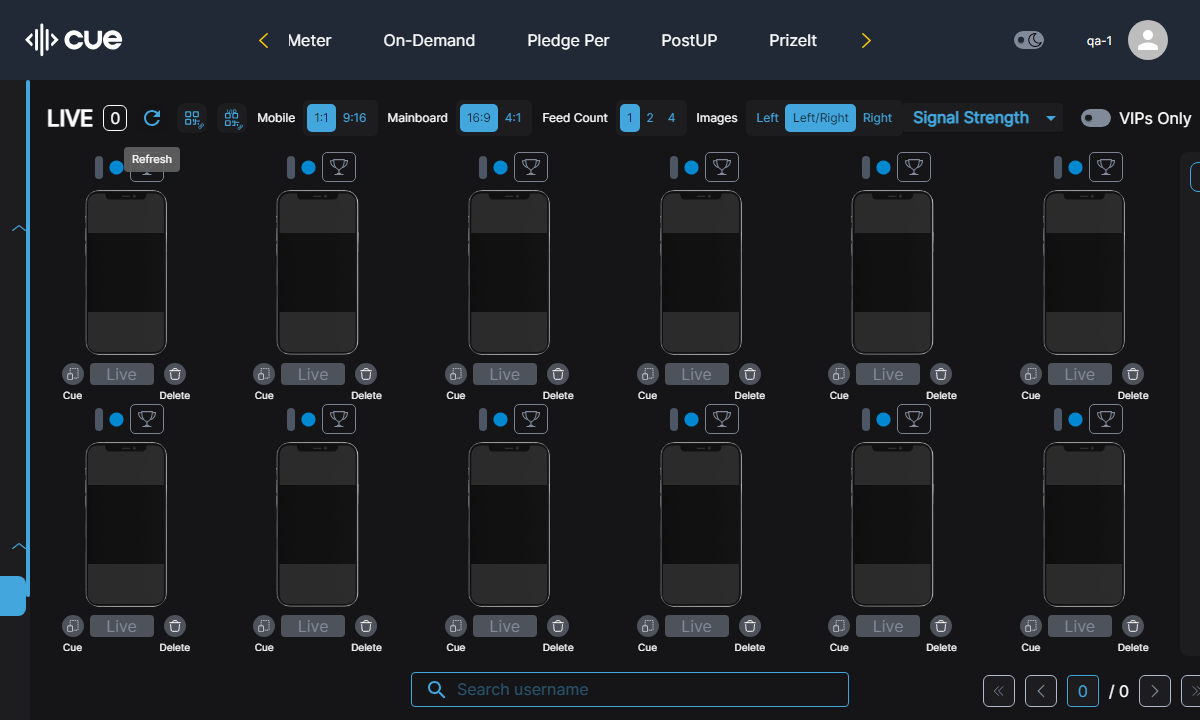 cue
Meter On-Demand Pledge Per PostUP PrizeIt
qa-1
LIVE 0 VIP Mobile 1:1 9:16 Mainboard 16:9 4:1 Feed Count 1 2 4 Images Left Left/Right Right Signal Strength VIPs Only
Refresh
Live Live Live Live Live Live
Cue Delete Cue Delete Cue Delete Cue Delete Cue Delete Cue Delete
Live Live Live Live Live Live
Cue Delete Cue Delete Cue Delete Cue Delete Cue Delete Cue Delete
Search username
0 / 0